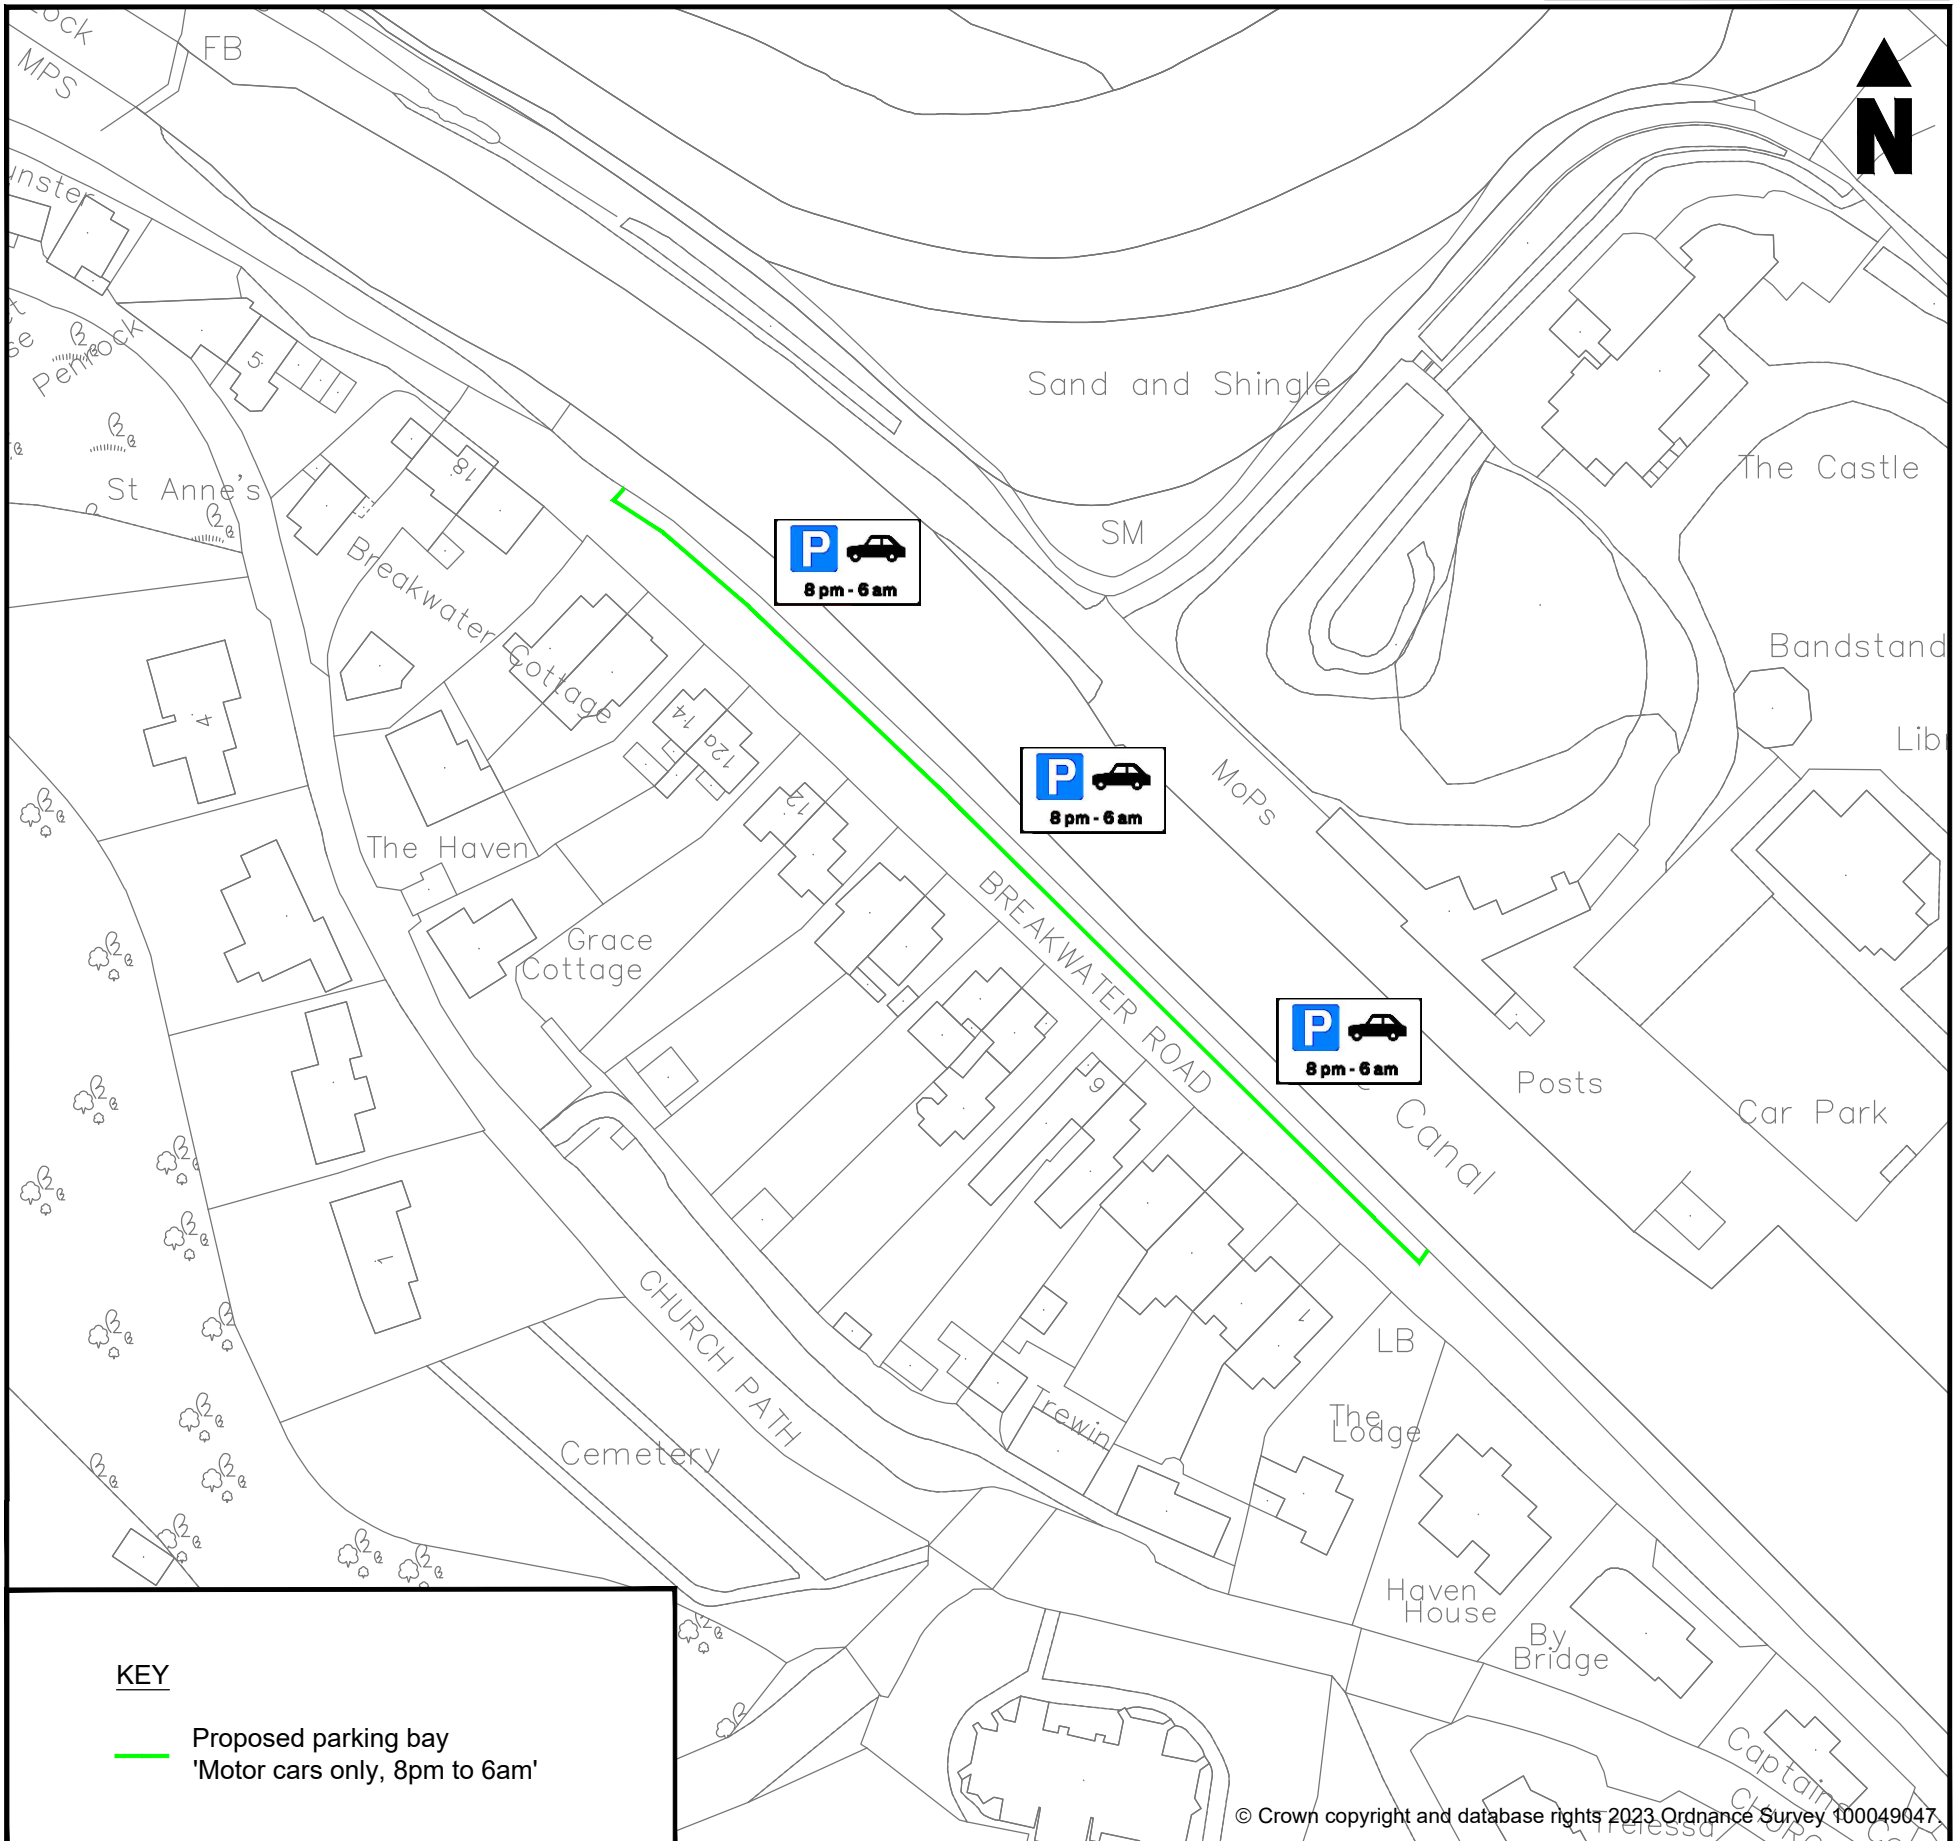 FB
MPS
N
5
Penrock
18
Sand and Shingle
The Castle
St Anne's
SM
P
8 pm - 6 am
Breakwater
Cottage
Bandstand
4
14
12a
12
P
8 pm - 6 am
MoPs
The Haven
BREAKWATER ROAD
Grace
Cottage
9
P
8 pm - 6 am
Canal
Posts
Car Park
1
CHURCH PATH
1
LB
Trewin
The
Lodge
Cemetery
Haven
House
By
Bridge
KEY
Proposed parking bay
'Motor cars only, 8pm to 6am'
© Crown copyright and database rights 2023 Ordnance Survey 100049047.